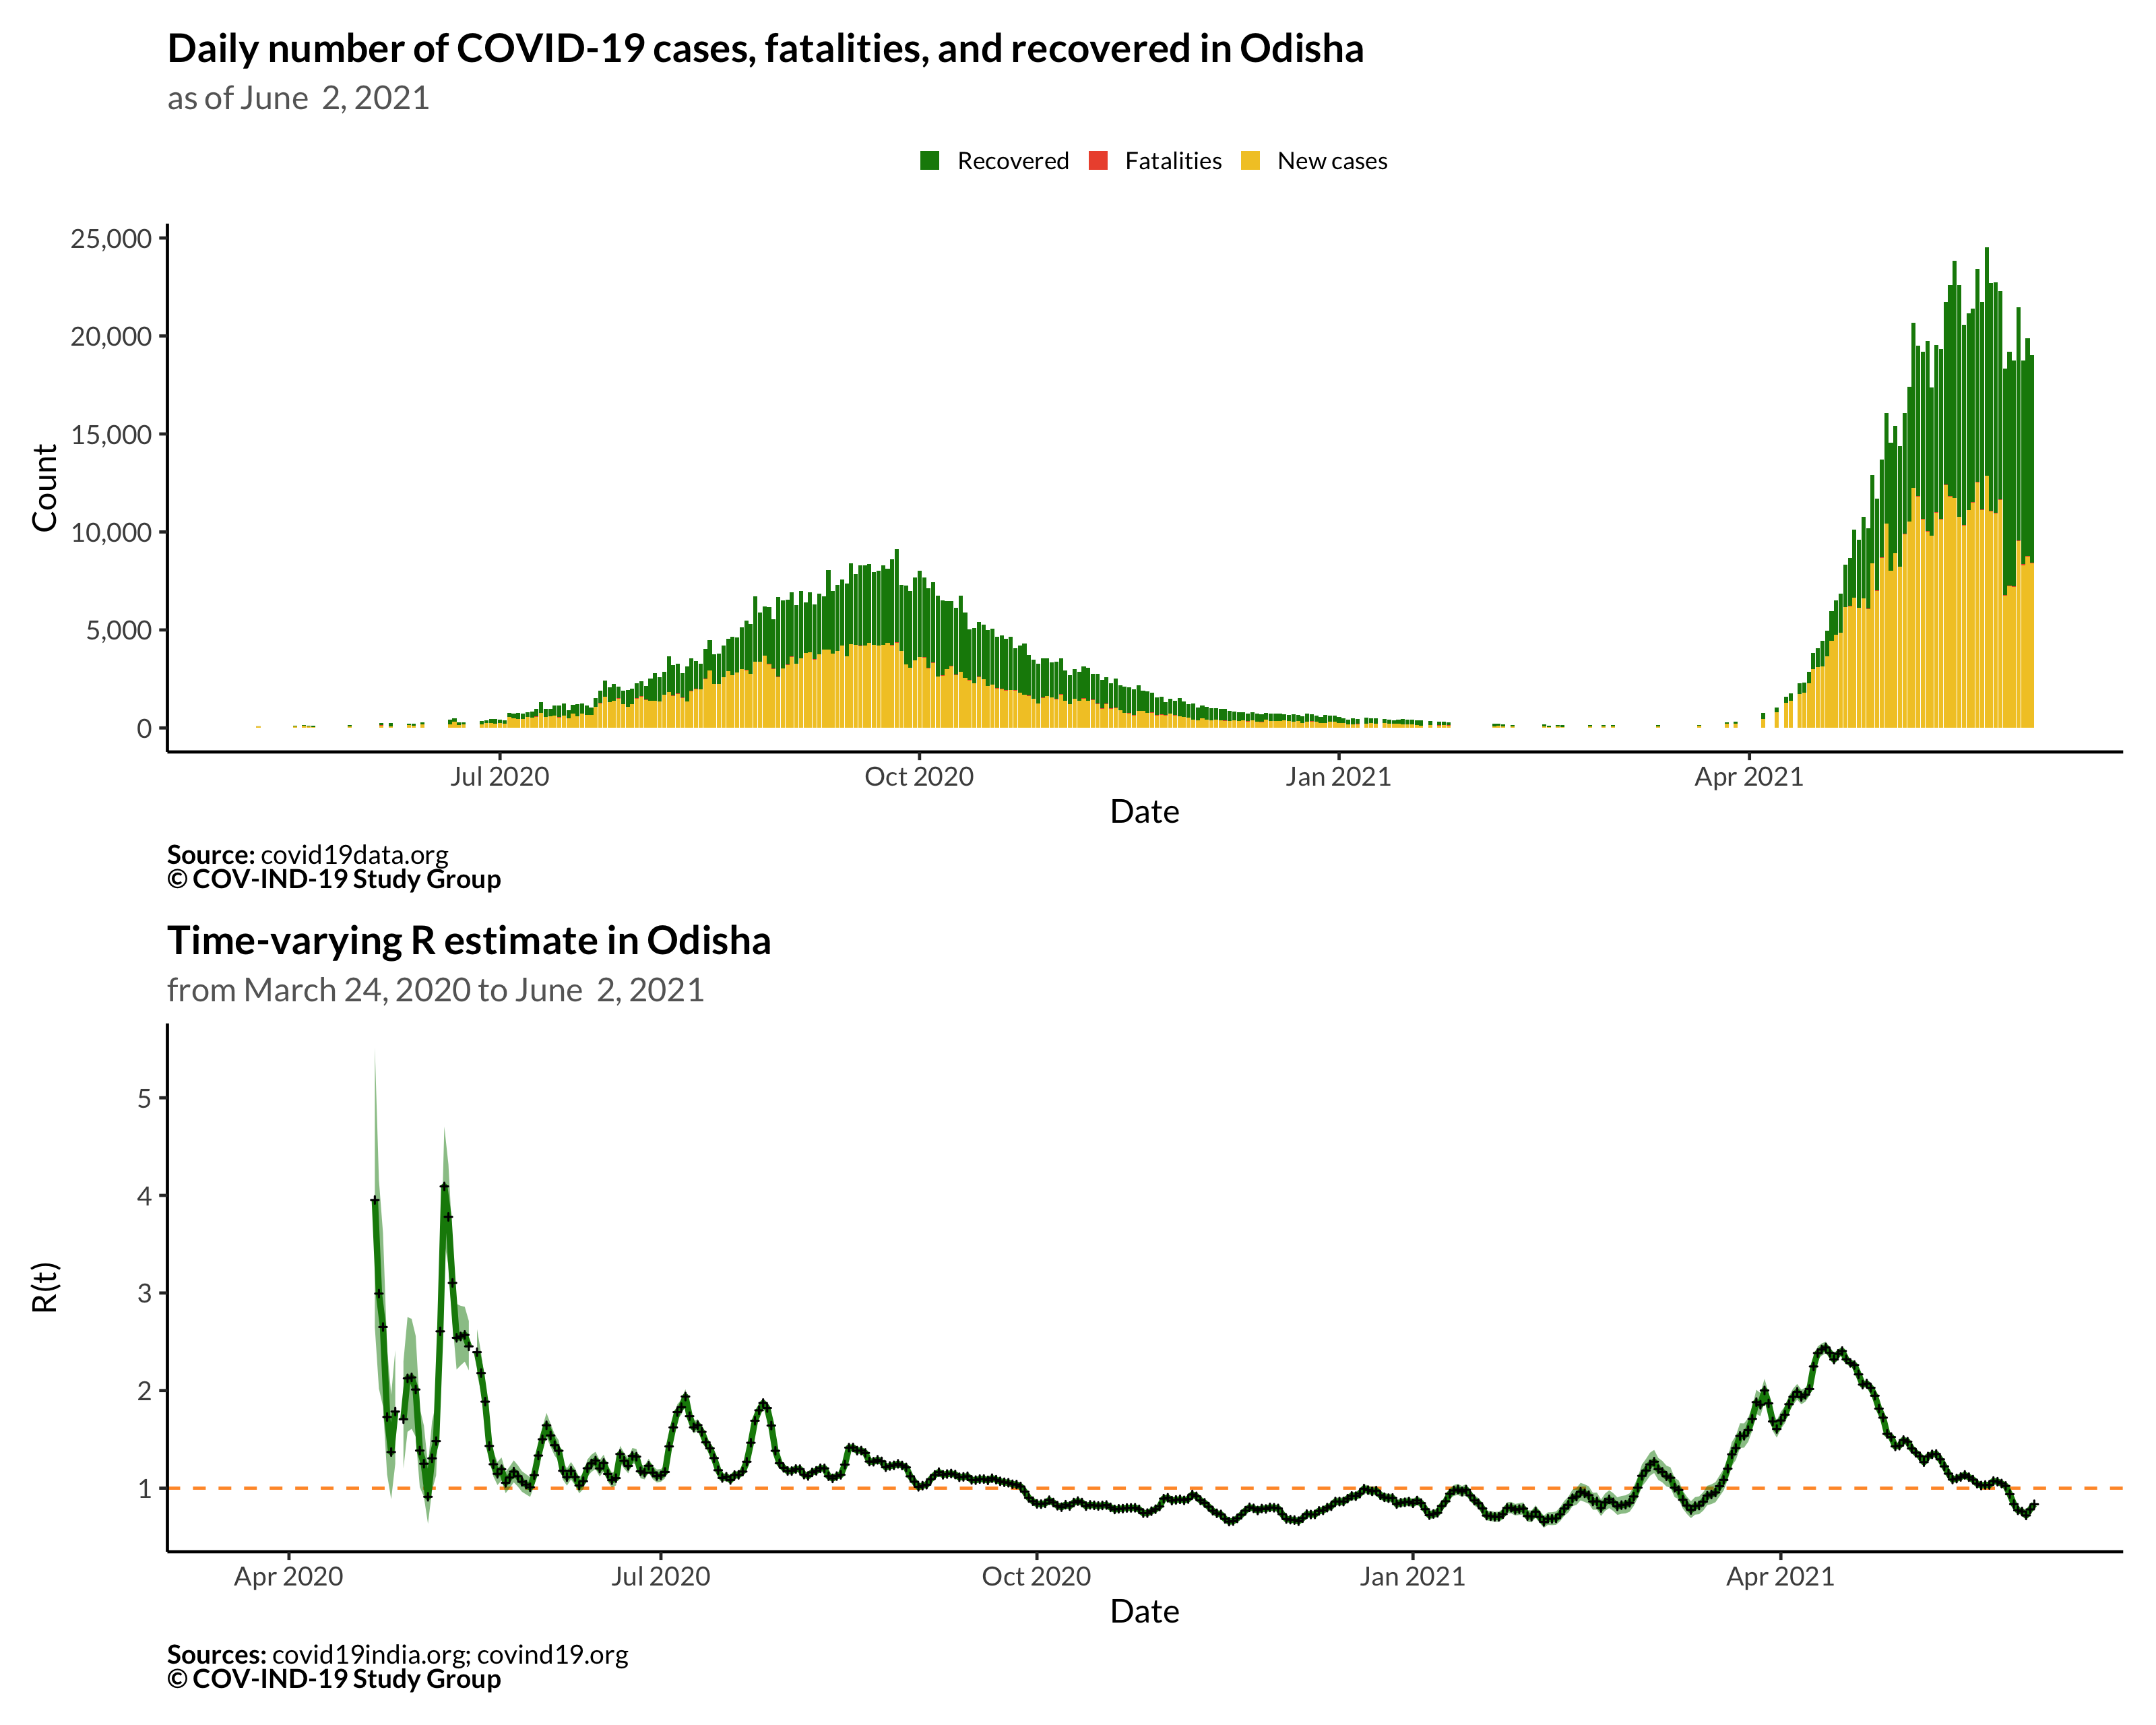 Daily number of COVID-19 cases, fatalities, and recovered in Odisha
as of June  2, 2021
Recovered Fatalities New cases
25,000
20,000
15,000
10,000
5,000
0
Count
Jul 2020 Oct 2020 Jan 2021 Apr 2021
Date
Source: covid19data.org
© COV-IND-19 Study Group
Time-varying R estimate in Odisha
from March 24, 2020 to June  2, 2021
5
4
3
2
1
R(t)
Apr 2020 Jul 2020 Oct 2020 Jan 2021 Apr 2021
Date
Sources: covid19india.org; covind19.org
© COV-IND-19 Study Group